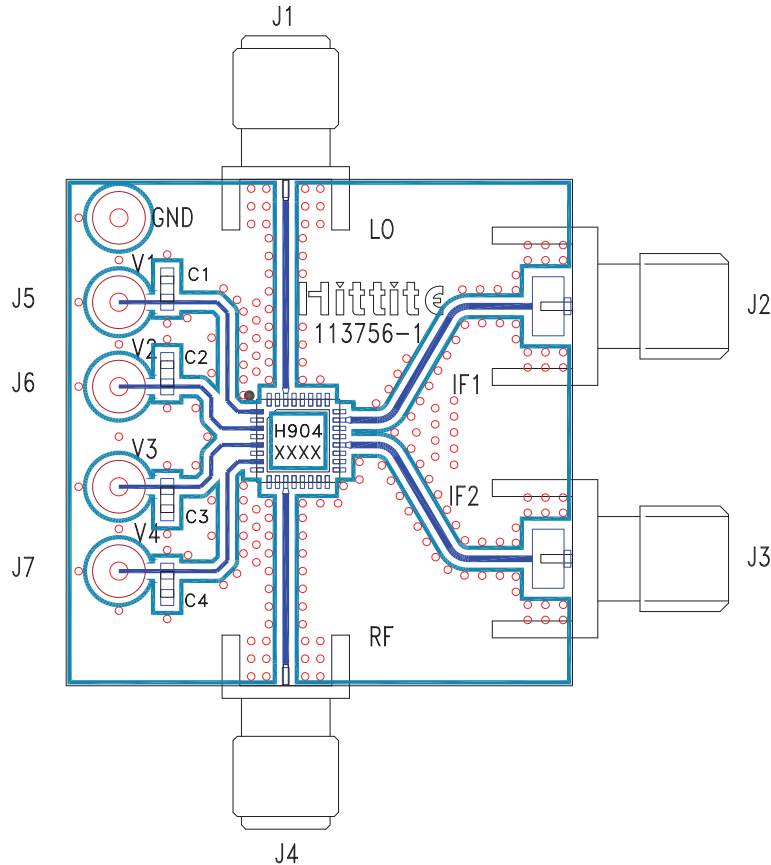 J1
GND
LO
V1
C1
J5
Hittite
J2
113756-1
V2
C2
J6
IF1
H904
XXXX
V3
IF2
C3
V4
J7
J3
C4
RF
J4